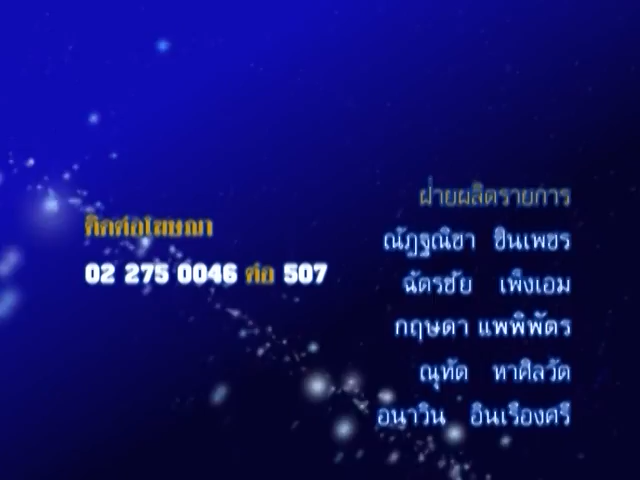 ติดต่อโฆษณา
02 275 0046 ต่อ 507
ฝ่ายผลิตรายการ
ณัฏฐณิชา ชินเพชร
ฉัตรชัย เพ็งเอม
กฤษดา แพพิพัตร
ณุทัต หาศิลวัต
อนาวิน อินเรืองศรี